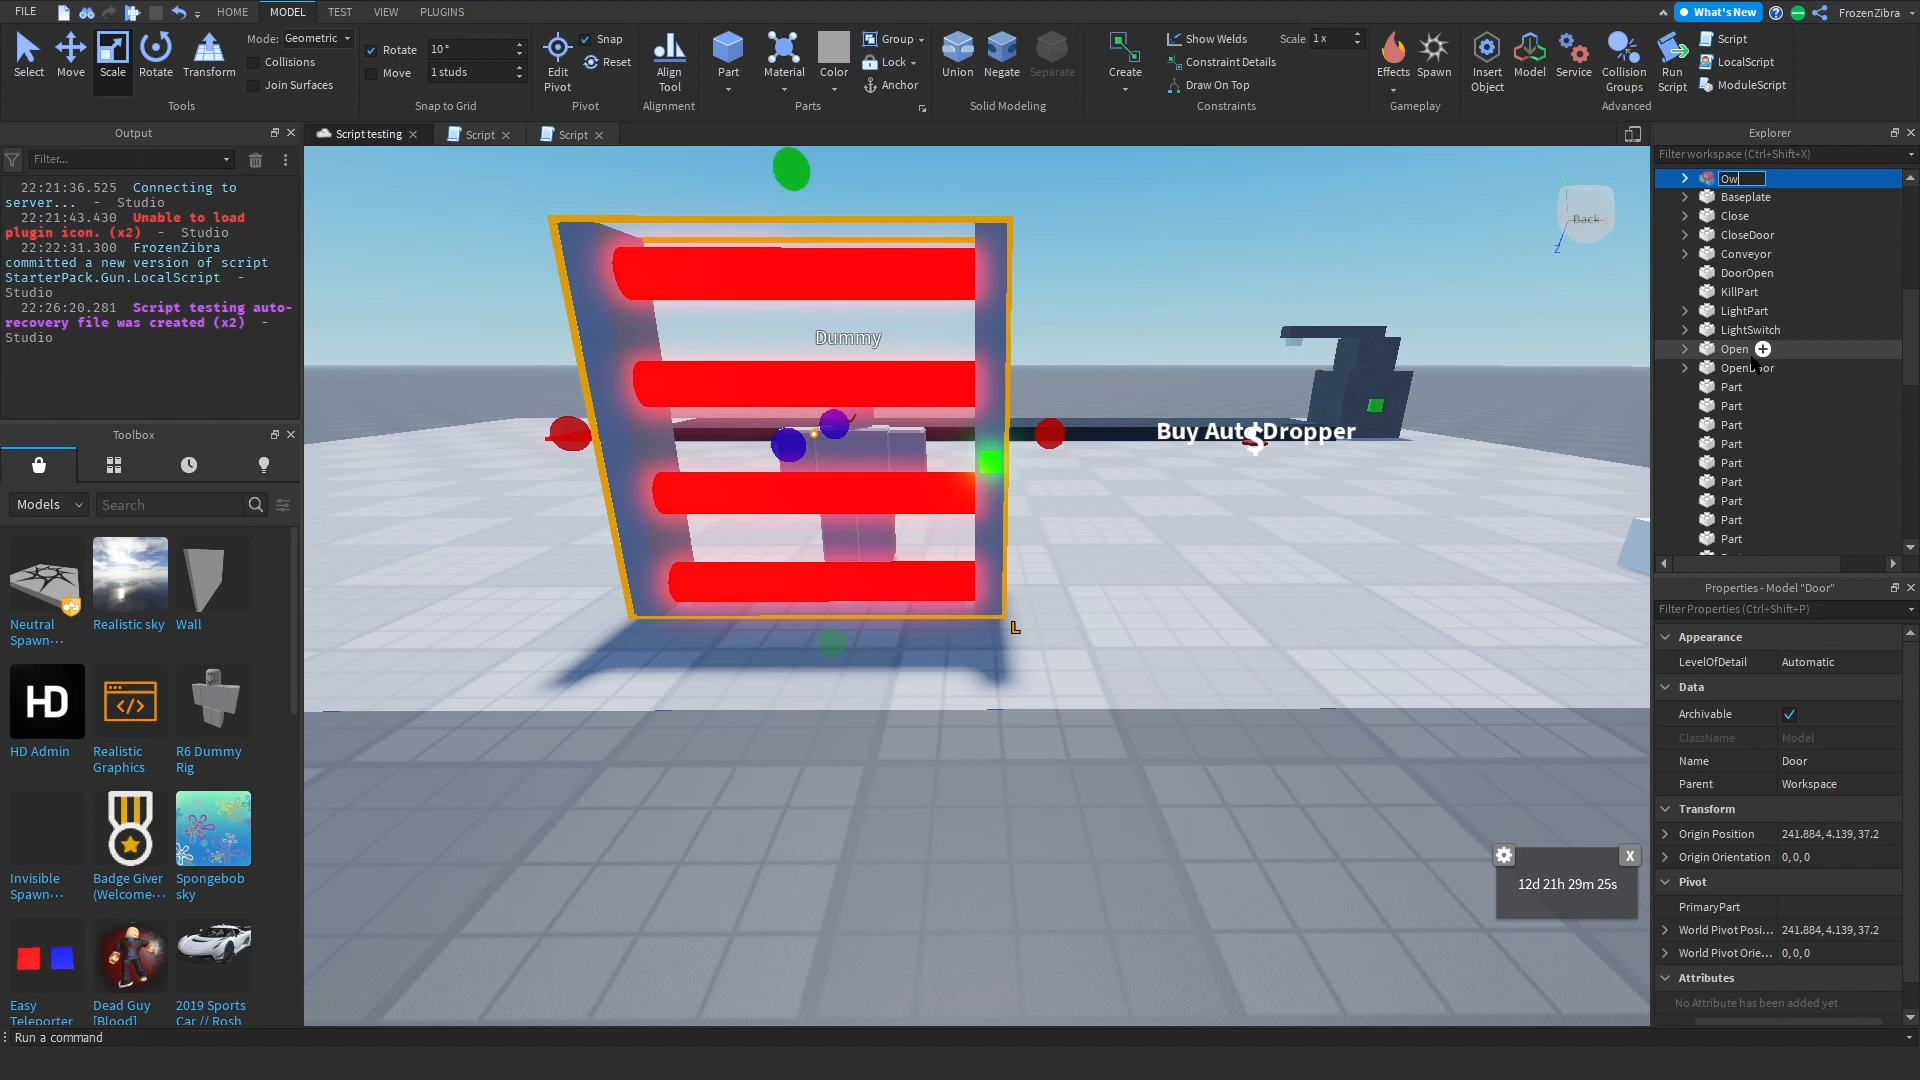 FILE
HOME
MODEL
TEST
VIEW
PLUGINS
What's New
FrozenZibra
Select
Move
Scale
Rotate
Transform
Mode: Geometric
Collisions
Join Surfaces
Tools
Rotate 10°
Move 1 studs
Snap to Grid
Edit
Pivot
Snap
Reset
Pivot
Align
Tool
Alignment
Part
Material
Color
Group
Lock
Anchor
Parts
Union
Negate
Separate
Solid Modeling
Create
Show Welds
Scale 1 x
Constraint Details
Draw On Top
Constraints
Effects
Spawn
Gameplay
Insert
Object
Model
Service
Collision
Groups
Run
Script
Script
LocalScript
ModuleScript
Advanced
Output
Filter...
22:21:36.525 Connecting to
server... - Studio
22:21:43.430 Unable to load
plugin icon. (x2) - Studio
22:22:31.300 FrozenZibra
committed a new version of script
StarterPack.Gun.LocalScript -
Studio
22:26:20.281 Script testing auto-
recovery file was created (x2) -
Studio
Toolbox
Models
Search
Neutral
Spawn...
Realistic sky
Wall
HD
HD Admin
Realistic
Graphics
R6 Dummy
Rig
Invisible
Spawn...
Badge Giver
(Welcome...
Spongebob
sky
Easy
Teleporter
Dead Guy
[Blood]
2019 Sports
Car // Rosh
Script testing
Script
Script
Dummy
Back
Z
Buy Auto Dropper
$
L
X
12d 21h 29m 25s
Explorer
Filter workspace (Ctrl+Shift+X)
Ow
Baseplate
Close
CloseDoor
Conveyor
DoorOpen
KillPart
LightPart
LightSwitch
Open
OpenDoor
Part
Part
Part
Part
Part
Part
Part
Part
Part
Properties - Model "Door"
Filter Properties (Ctrl+Shift+P)
Appearance
LevelOfDetail Automatic
Data
Archivable
ClassName Model
Name Door
Parent Workspace
Transform
Origin Position 241.884, 4.139, 37.2
Origin Orientation 0, 0, 0
Pivot
PrimaryPart
World Pivot Posi... 241.884, 4.139, 37.2
World Pivot Orie... 0, 0, 0
Attributes
No Attribute has been added yet
Run a command